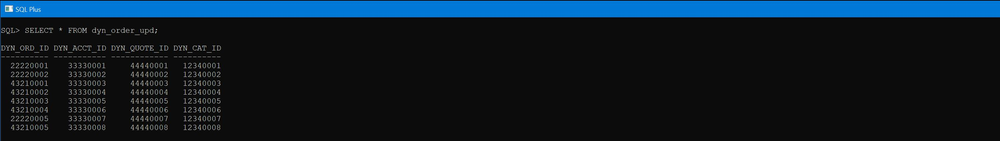 SQL Plus
SQL> SELECT * FROM dyn_order_upd;
DYN_ORD_ID DYN_ACCT_ID DYN_QUOTE_ID DYN_CAT_ID
---------- ----------- ------------ ----------
  22220001    33330001     44440001   12340001
  22220002    33330002     44440002   12340002
  43210001    33330003     44440003   12340003
  43210002    33330004     44440004   12340004
  43210003    33330005     44440005   12340005
  43210004    33330006     44440006   12340006
  22220005    33330007     44440007   12340007
  43210005    33330008     44440008   12340008